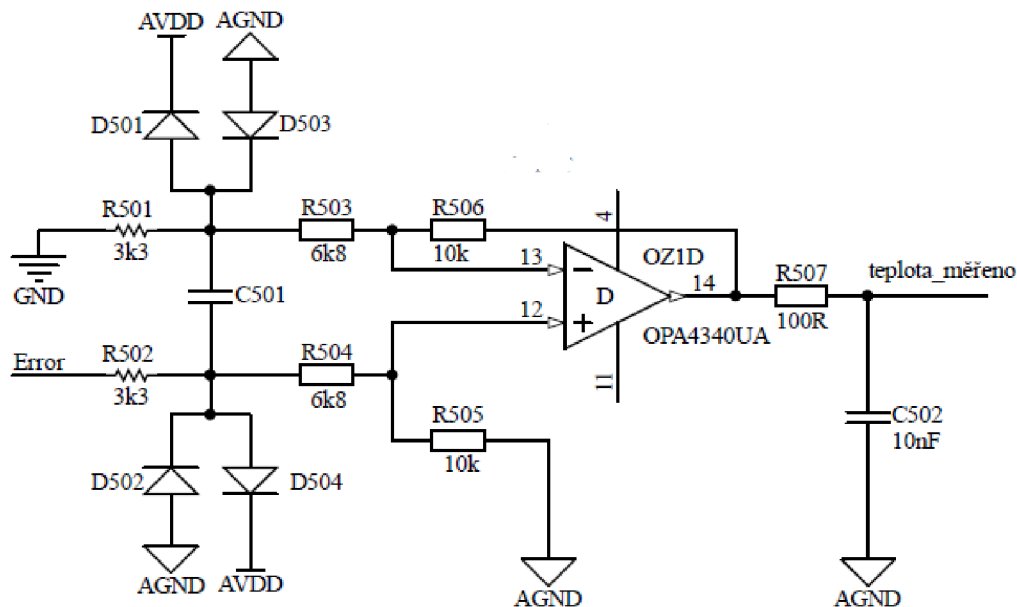 AVDD
AGND
D501
D503
R501
3k3
R503
6k8
R506
10k
4
13
OZ1D
D
14
R507
100R
teplota_měřeno
GND
C501
12
OPA4340UA
11
Error
R502
3k3
R504
6k8
R505
10k
C502
10nF
D502
D504
AGND
AVDD
AGND
AGND